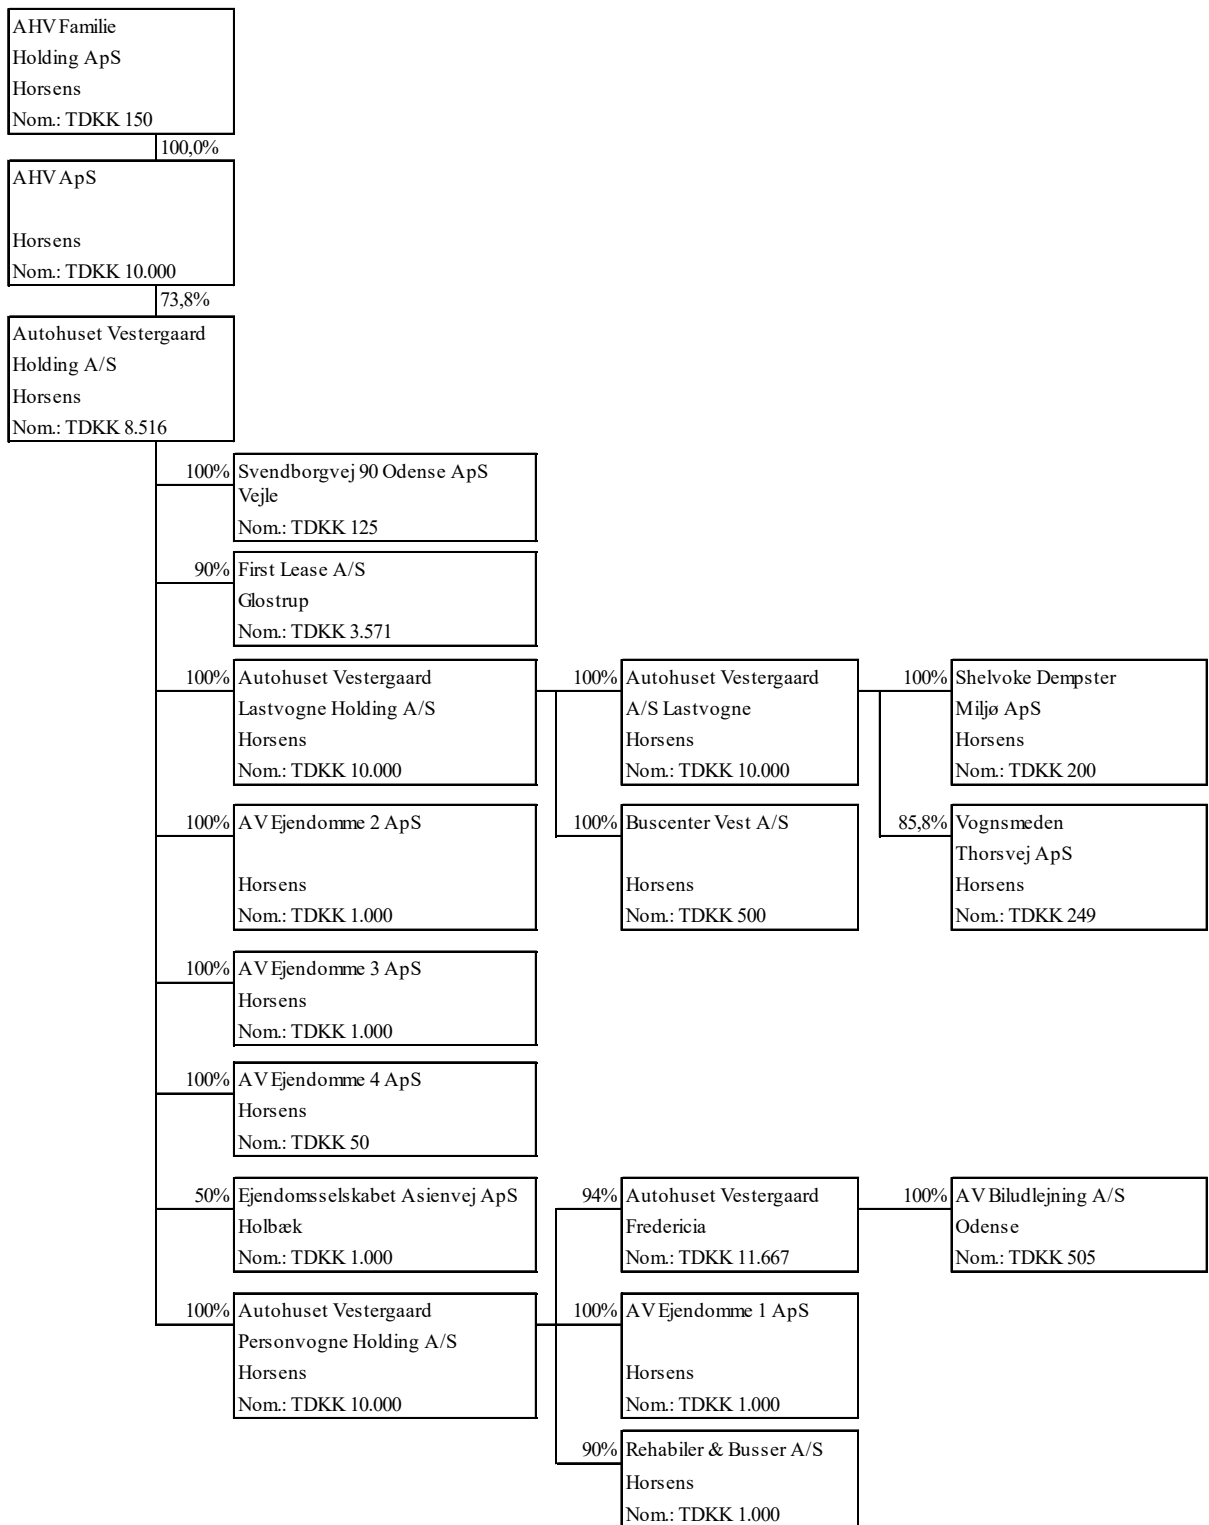 AHV Familie
Holding ApS
Horsens
Nom.: TDKK 150
100,0%
AHV ApS
Horsens
Nom.: TDKK 10.000
73,8%
Autohuset Vestergaard
Holding A/S
Horsens
Nom.: TDKK 8.516
100% Svendborgvej 90 Odense ApS
Vejle
Nom.: TDKK 125
90% First Lease A/S
Glostrup
Nom.: TDKK 3.571
100% Autohuset Vestergaard
Lastvogne Holding A/S
Horsens
Nom.: TDKK 10.000
100% Autohuset Vestergaard
A/S Lastvogne
Horsens
Nom.: TDKK 10.000
100% Shelvoke Dempster
Miljø ApS
Horsens
Nom.: TDKK 200
100% AV Ejendomme 2 ApS
Horsens
Nom.: TDKK 1.000
100% Buscenter Vest A/S
Horsens
Nom.: TDKK 500
85,8% Vognsmeden
Thorsvej ApS
Horsens
Nom.: TDKK 249
100% AV Ejendomme 3 ApS
Horsens
Nom.: TDKK 1.000
100% AV Ejendomme 4 ApS
Horsens
Nom.: TDKK 50
50% Ejendomsselskabet Asienvej ApS
Holbæk
Nom.: TDKK 1.000
94% Autohuset Vestergaard
Fredericia
Nom.: TDKK 11.667
100% AV Biludlejning A/S
Odense
Nom.: TDKK 505
100% Autohuset Vestergaard
Personvogne Holding A/S
Horsens
Nom.: TDKK 10.000
100% AV Ejendomme 1 ApS
Horsens
Nom.: TDKK 1.000
90% Rehabiler & Busser A/S
Horsens
Nom.: TDKK 1.000